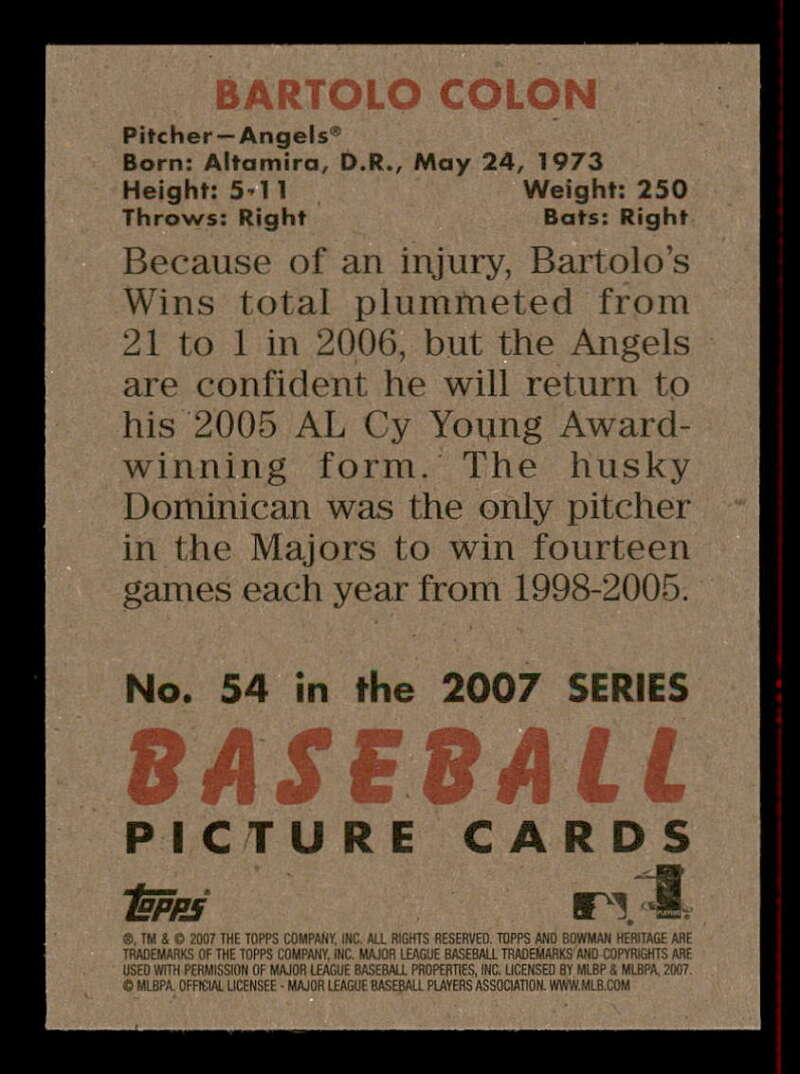 BARTOLO COLON
Pitcher—Angels®
Born: Altamira, D.R., May 24, 1973
Height: 5-11 Weight: 250
Throws: Right Bats: Right
Because of an injury, Bartolo's
Wins total plummeted from
21 to 1 in 2006, but the Angels
are confident he will return to
his 2005 AL Cy Young Award-
winning form. The husky
Dominican was the only pitcher
in the Majors to win fourteen
games each year from 1998-2005.
No. 54 in the 2007 SERIES
BASEBALL
PICTURE CARDS
topps
®, TM & © 2007 THE TOPPS COMPANY, INC. ALL RIGHTS RESERVED. TOPPS AND BOWMAN HERITAGE ARE
TRADEMARKS OF THE TOPPS COMPANY, INC. MAJOR LEAGUE BASEBALL TRADEMARKS AND COPYRIGHTS ARE
USED WITH PERMISSION OF MAJOR LEAGUE BASEBALL PROPERTIES, INC. LICENSED BY MLBP & MLBPA, 2007.
© MLBPA. OFFICIAL LICENSEE - MAJOR LEAGUE BASEBALL PLAYERS ASSOCIATION. WWW.MLB.COM